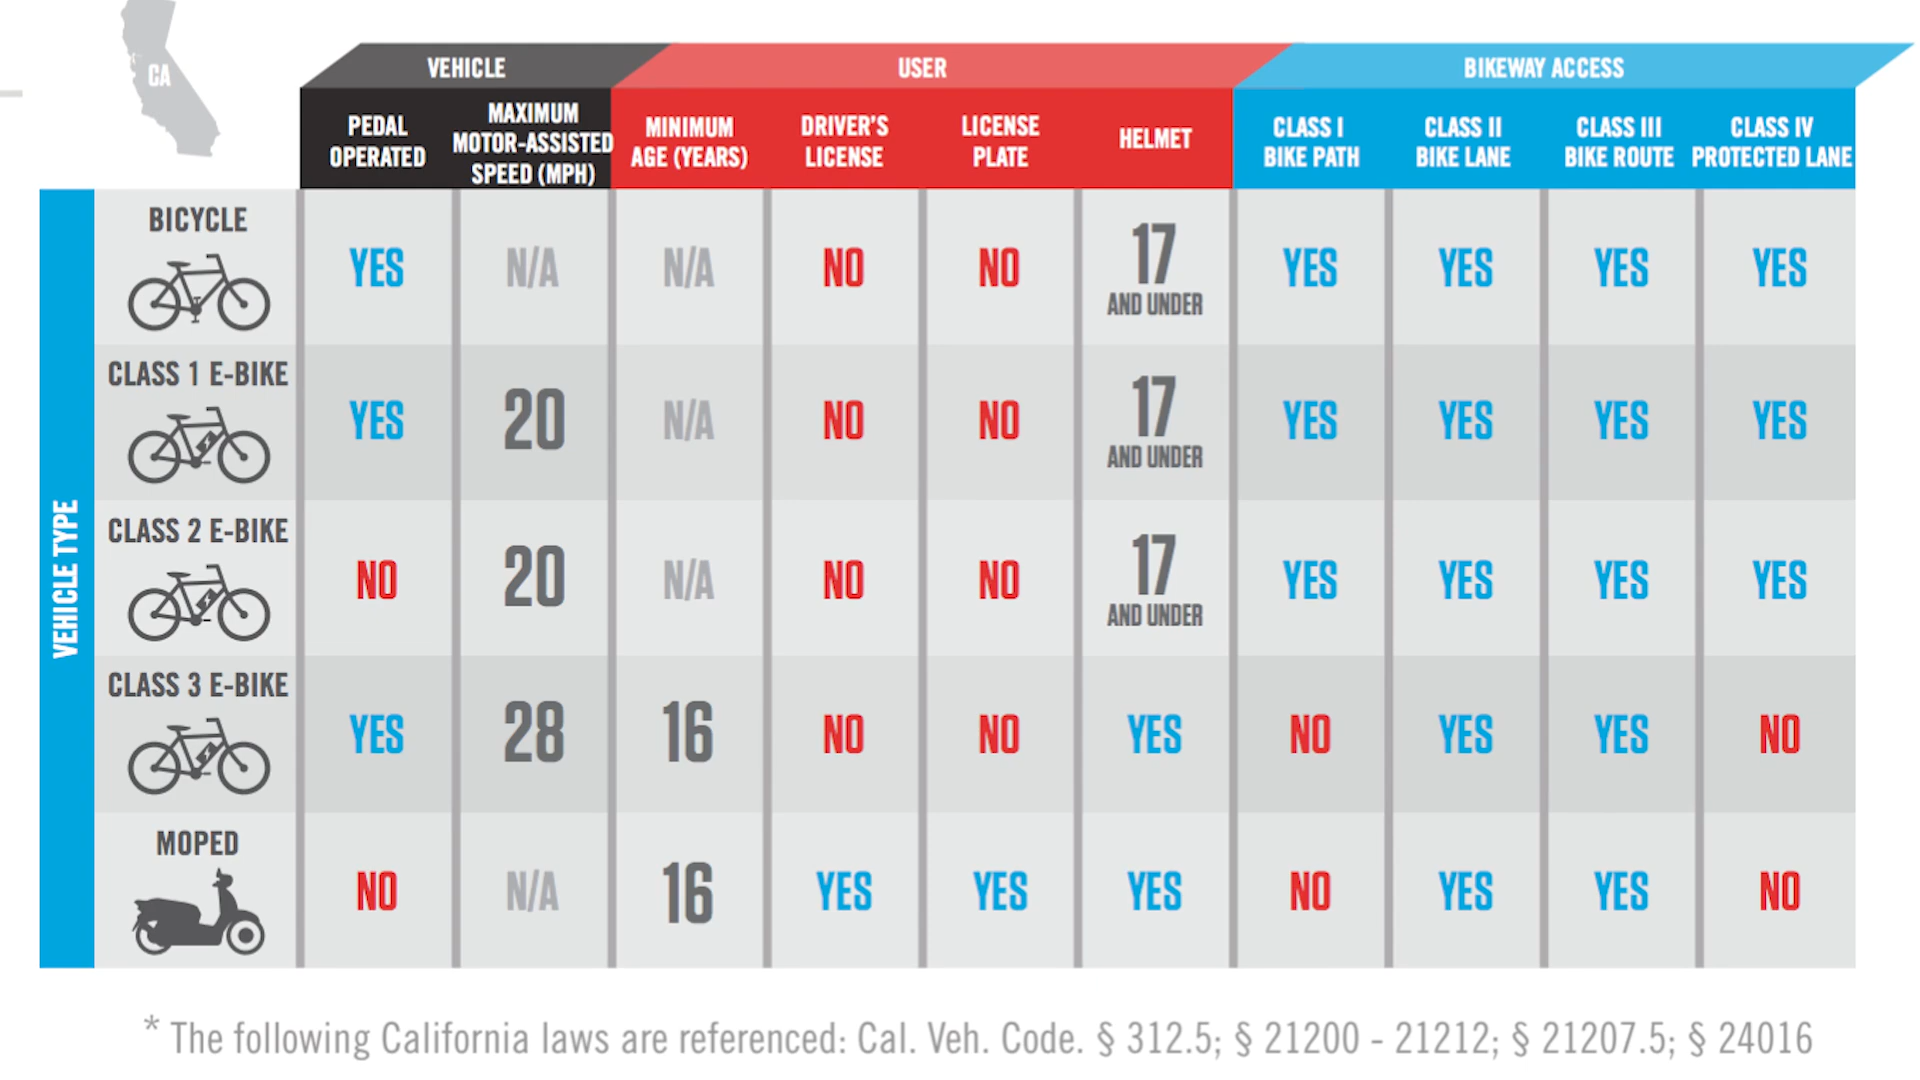 CA
VEHICLE USER BIKEWAY ACCESS
PEDAL OPERATED MAXIMUM MOTOR-ASSISTED SPEED (MPH) MINIMUM AGE (YEARS) DRIVER'S LICENSE LICENSE PLATE HELMET CLASS I BIKE PATH CLASS II BIKE LANE CLASS III BIKE ROUTE CLASS IV PROTECTED LANE
VEHICLE TYPE
BICYCLE YES N/A N/A NO NO 17 AND UNDER YES YES YES YES
CLASS 1 E-BIKE YES 20 N/A NO NO 17 AND UNDER YES YES YES YES
CLASS 2 E-BIKE NO 20 N/A NO NO 17 AND UNDER YES YES YES YES
CLASS 3 E-BIKE YES 28 16 NO NO YES NO YES YES NO
MOPED NO N/A 16 YES YES YES NO YES YES NO
* The following California laws are referenced: Cal. Veh. Code. § 312.5; § 21200 - 21212; § 21207.5; § 24016